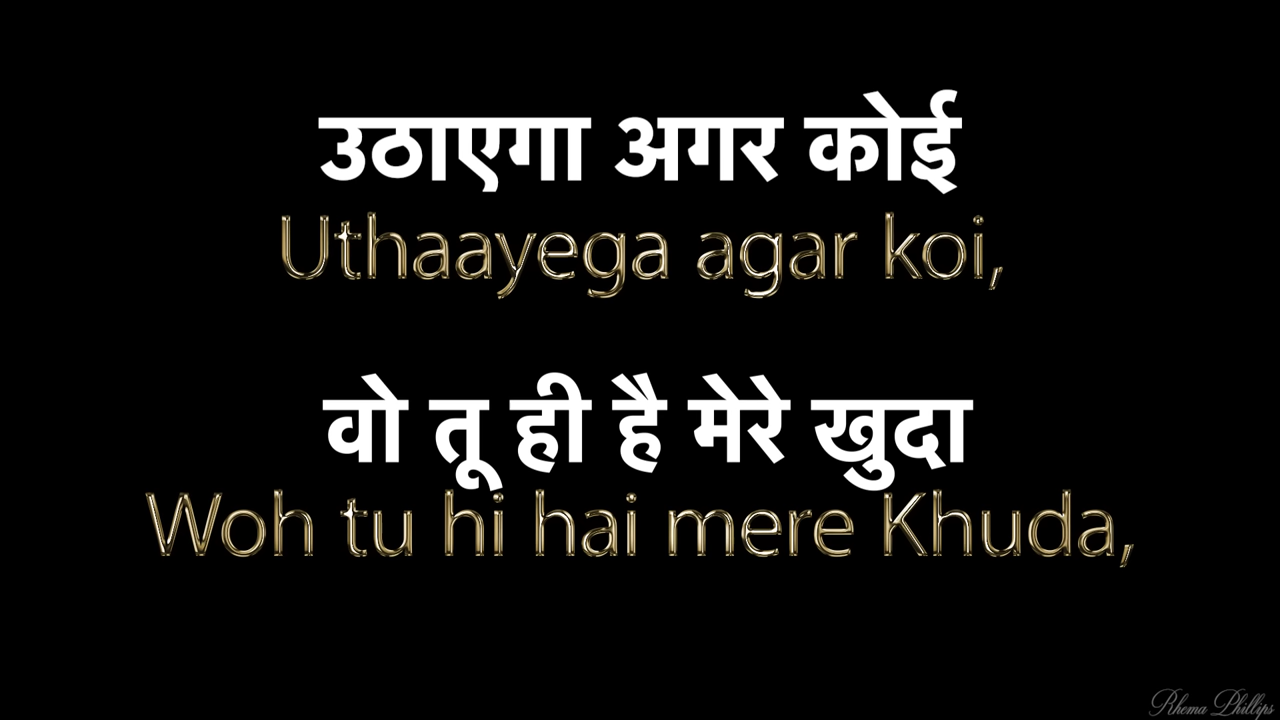 उठाएगा अगर कोई
Uthaayega agar koi,
वो तू ही है मेरे खुदा
Woh tu hi hai mere Khuda,
Rhema Phillips